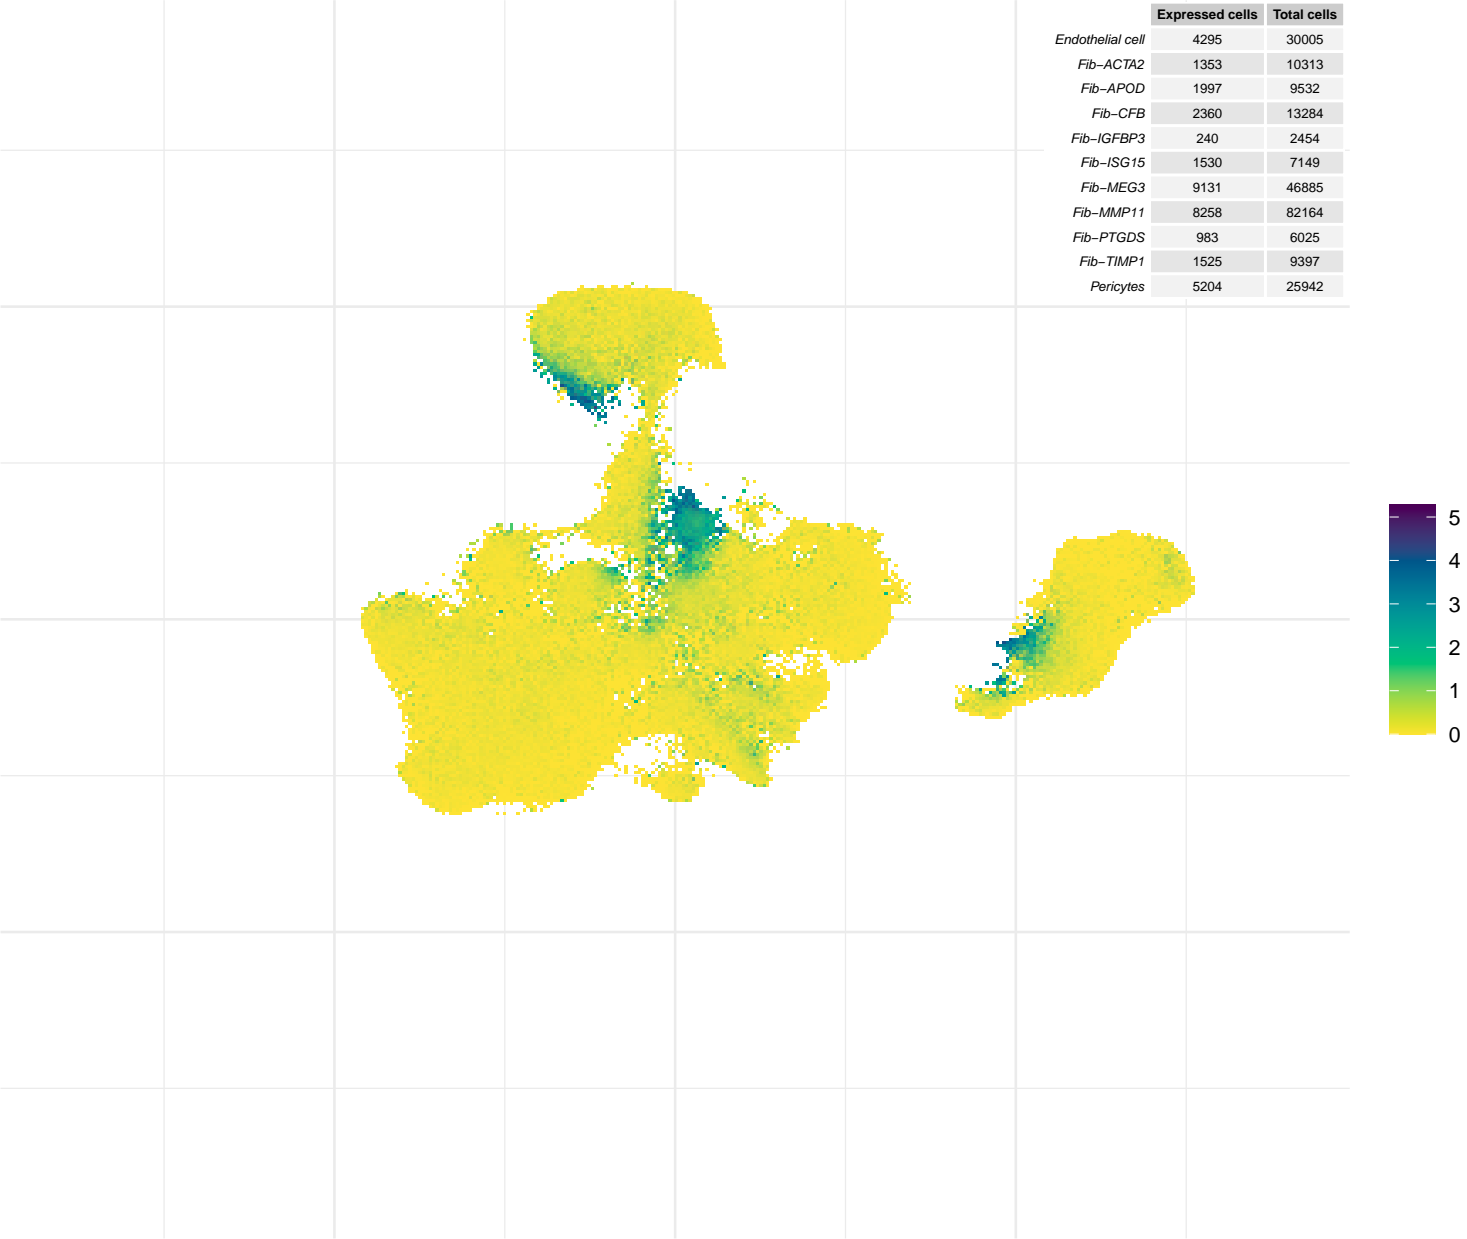 Expressed cells Total cells
Endothelial cell 4295 30005
Fib−ACTA2 1353 10313
Fib−APOD 1997 9532
Fib−CFB 2360 13284
Fib−IGFBP3 240 2454
Fib−ISG15 1530 7149
Fib−MEG3 9131 46885
Fib−MMP11 8258 82164
Fib−PTGDS 983 6025
Fib−TIMP1 1525 9397
Pericytes 5204 25942
5
4
3
2
1
0